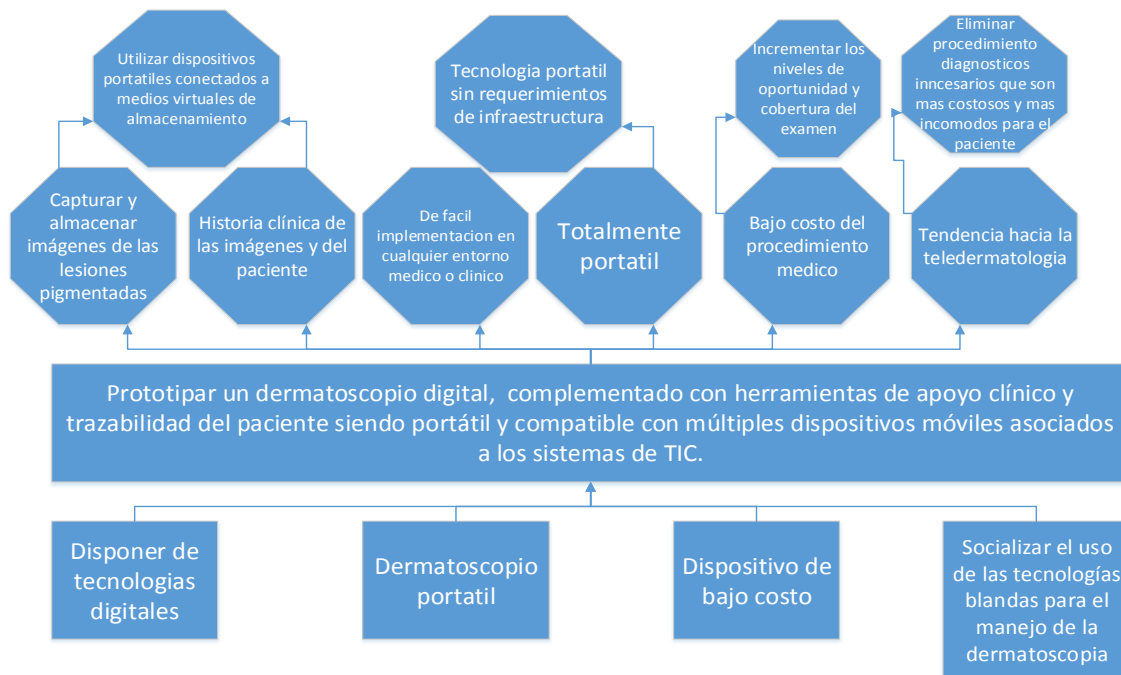 Utilizar dispositivos
portatiles conectados a
medios virtuales de
almacenamiento
Tecnologia portatil
sin requerimientos
de infraestructura
Incrementar los
niveles de
oportunidad y
cobertura del
examen
Eliminar
procedimiento
diagnosticos
inncesarios que son
mas costosos y mas
incomodos para el
paciente
Capturar y
almacenar
imágenes de las
lesiones
pigmentadas
Historia clínica de
las imágenes y del
paciente
De facil
implementacion en
cualquier entorno
medico o clinico
Totalmente
portatil
Bajo costo del
procedimiento
medico
Tendencia hacia la
teledermatologia
Prototipar un dermatoscopio digital, complementado con herramientas de apoyo clínico y
trazabilidad del paciente siendo portátil y compatible con múltiples dispositivos móviles asociados
a los sistemas de TIC.
Disponer de
tecnologias
digitales
Dermatoscopio
portatil
Dispositivo de
bajo costo
Socializar el uso
de las tecnologías
blandas para el
manejo de la
dermatoscopia